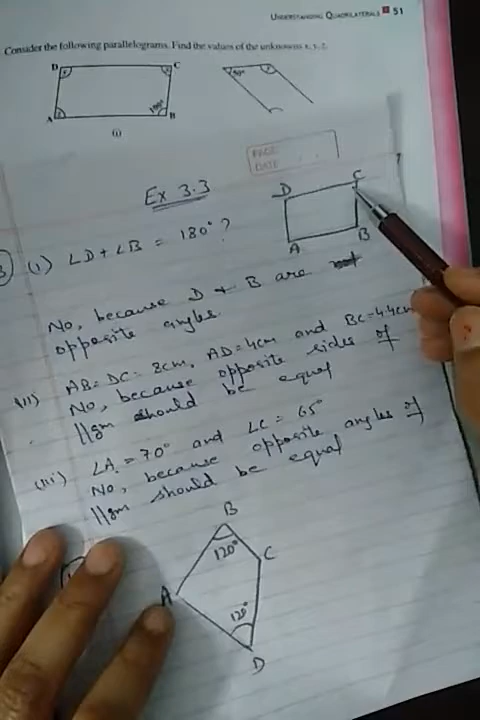 UNDERSTANDING QUADRILATERALS 51
Consider the following parallelograms. Find the values of the unknowns x, y, z.
D C
A 100° B
50°
(i)
PAGE
DATE
Ex 3.3
D C
A B
(i) ∠D + ∠B = 180° ?
No, because D & B are
opposite angles.
(ii) AB = DC = 8cm, AD = 4cm and BC = 4.4cm
No, because opposite sides of
||gm should be equal
(iii) ∠A = 70° and ∠C = 65°
No, because opposite angles of
||gm should be equal
B
120°
C
A
120°
D